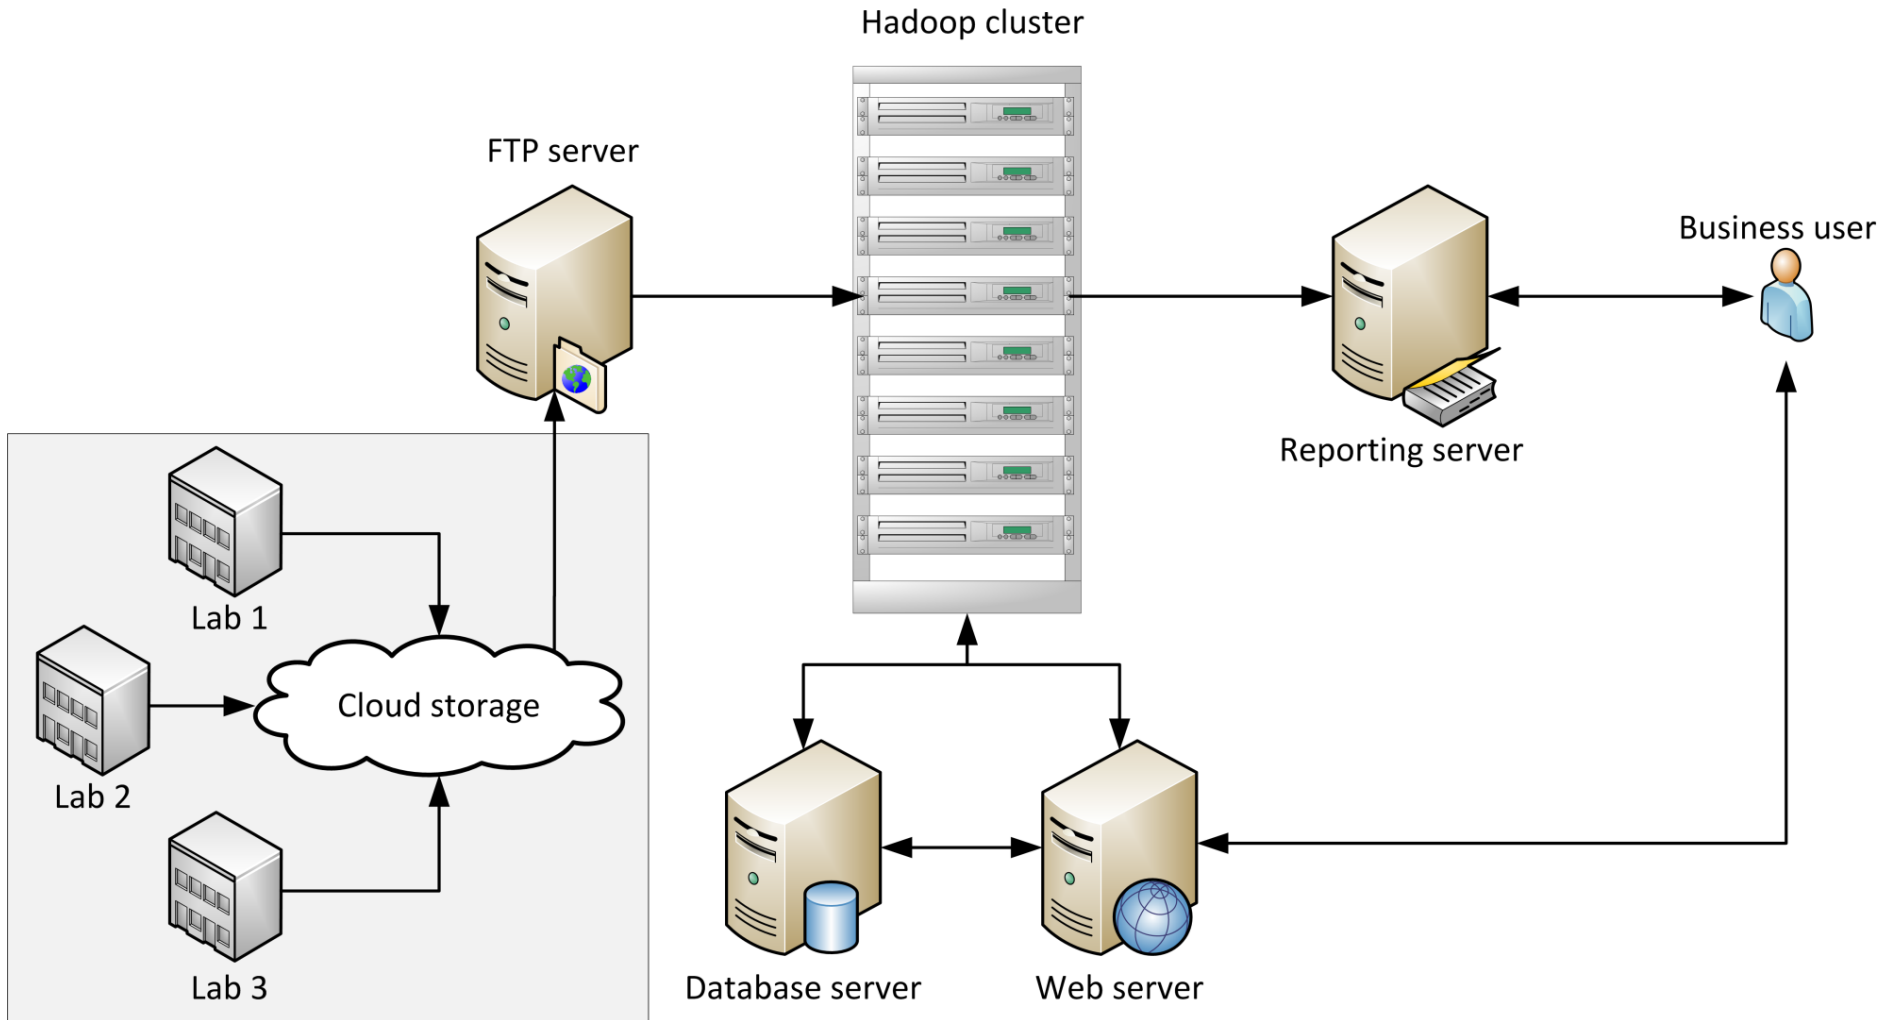 Hadoop cluster
FTP server
Business user
Reporting server
Lab 1
Cloud storage
Lab 2
Lab 3
Database server
Web server